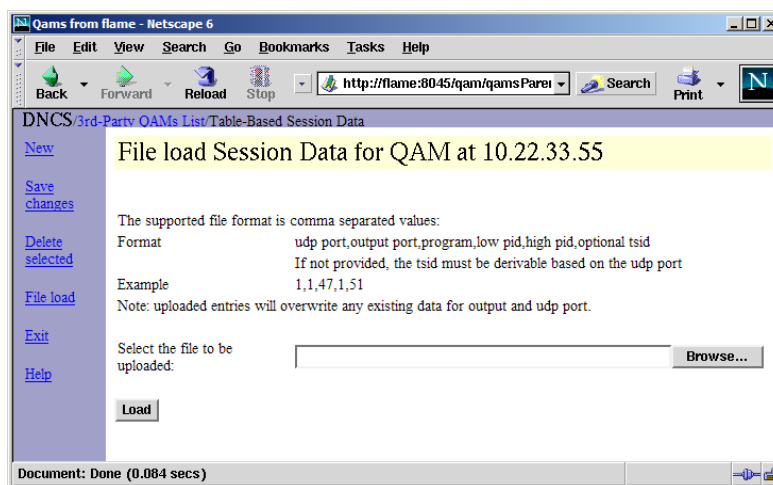 Qams from flame - Netscape 6
File Edit View Search Go Bookmarks Tasks Help
Back Forward Reload Stop http://flame:8045/qam/qamsParen Search Print N
DNCS/3rd-Party QAMs List/Table-Based Session Data
New
File load Session Data for QAM at 10.22.33.55
Save
changes
The supported file format is comma separated values:
Delete
selected
Format udp port,output port,program,low pid,high pid,optional tsid
If not provided, the tsid must be derivable based on the udp port
Example 1,1,47,1,51
File load
Note: uploaded entries will overwrite any existing data for output and udp port.
Exit
Select the file to be
uploaded:
Browse...
Help
Load
Document: Done (0.084 secs)